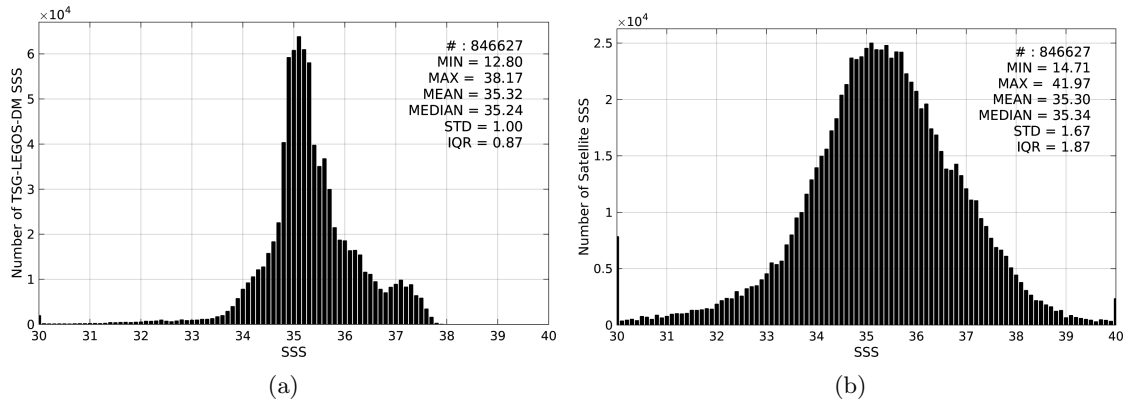 ×10⁴
Number of TSG-LEGOS-DM SSS
6
5
4
3
2
1
0
# : 846627
MIN = 12.80
MAX = 38.17
MEAN = 35.32
MEDIAN = 35.24
STD = 1.00
IQR = 0.87
30 31 32 33 34 35 36 37 38 39 40
SSS
(a)
×10⁴
Number of Satellite SSS
2.5
2
1.5
1
0.5
0
# : 846627
MIN = 14.71
MAX = 41.97
MEAN = 35.30
MEDIAN = 35.34
STD = 1.67
IQR = 1.87
30 31 32 33 34 35 36 37 38 39 40
SSS
(b)